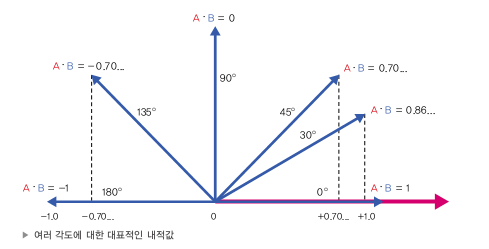 A · B = 0
A · B = −0.70...
A · B = 0.70...
90°
135°
45°
A · B = 0.86...
30°
A · B = −1
180°
0°
A · B = 1
−1.0
−0.70...
0
+0.70...
+1.0
▶ 여러 각도에 대한 대표적인 내적값